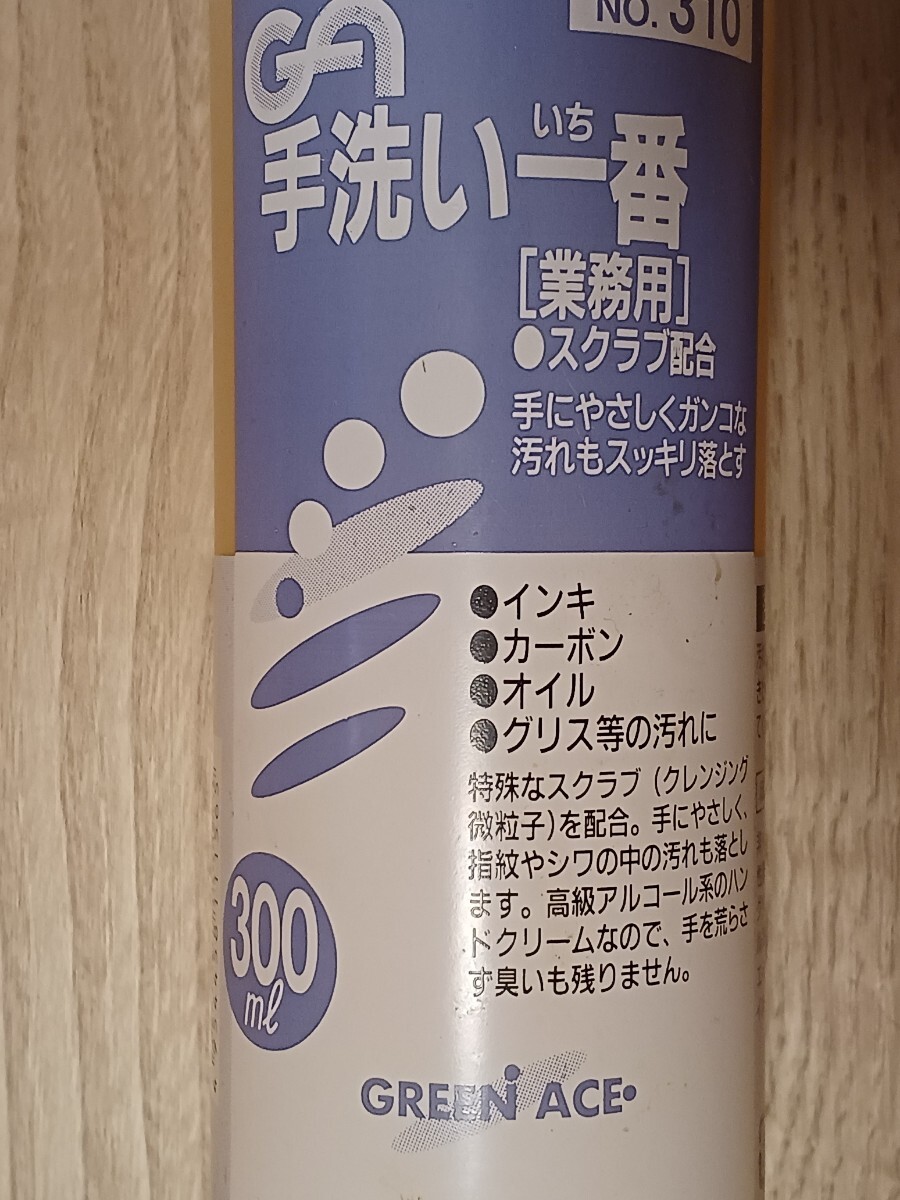 NO. 310
手洗い一番
いち
[業務用]
●スクラブ配合
手にやさしくガンコな
汚れもスッキリ落とす
●インキ
●カーボン
●オイル
●グリス等の汚れに
特殊なスクラブ(クレンジング
微粒子)を配合。手にやさしく、
指紋やシワの中の汚れも落とし
ます。高級アルコール系のハン
ドクリームなので、手を荒らさ
ず臭いも残りません。
300
ml
GREEN ACE